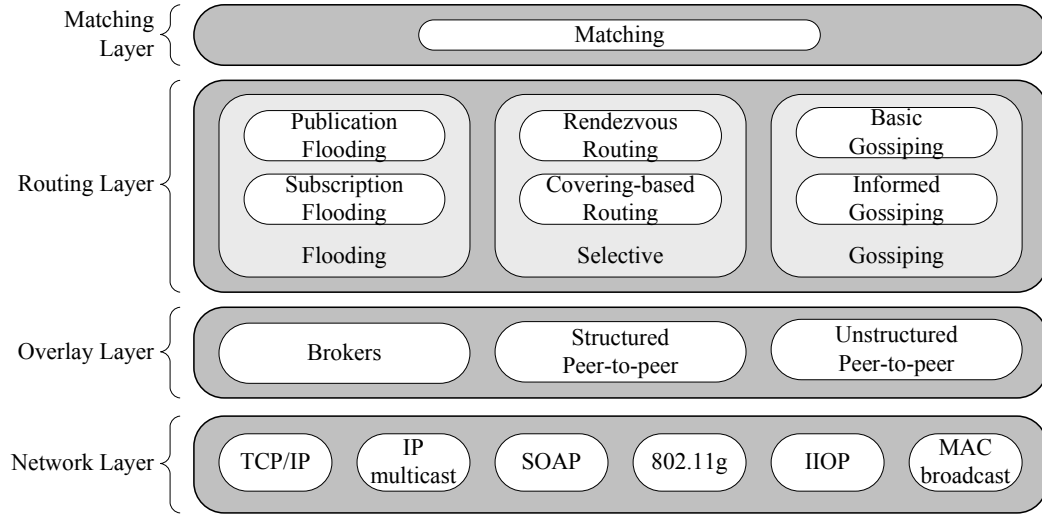 Matching
Layer
Matching
Routing Layer
Publication
Flooding
Subscription
Flooding
Flooding
Rendezvous
Routing
Covering-based
Routing
Selective
Basic
Gossiping
Informed
Gossiping
Gossiping
Overlay Layer
Brokers
Structured
Peer-to-peer
Unstructured
Peer-to-peer
Network Layer
TCP/IP
IP
multicast
SOAP
802.11g
IIOP
MAC
broadcast